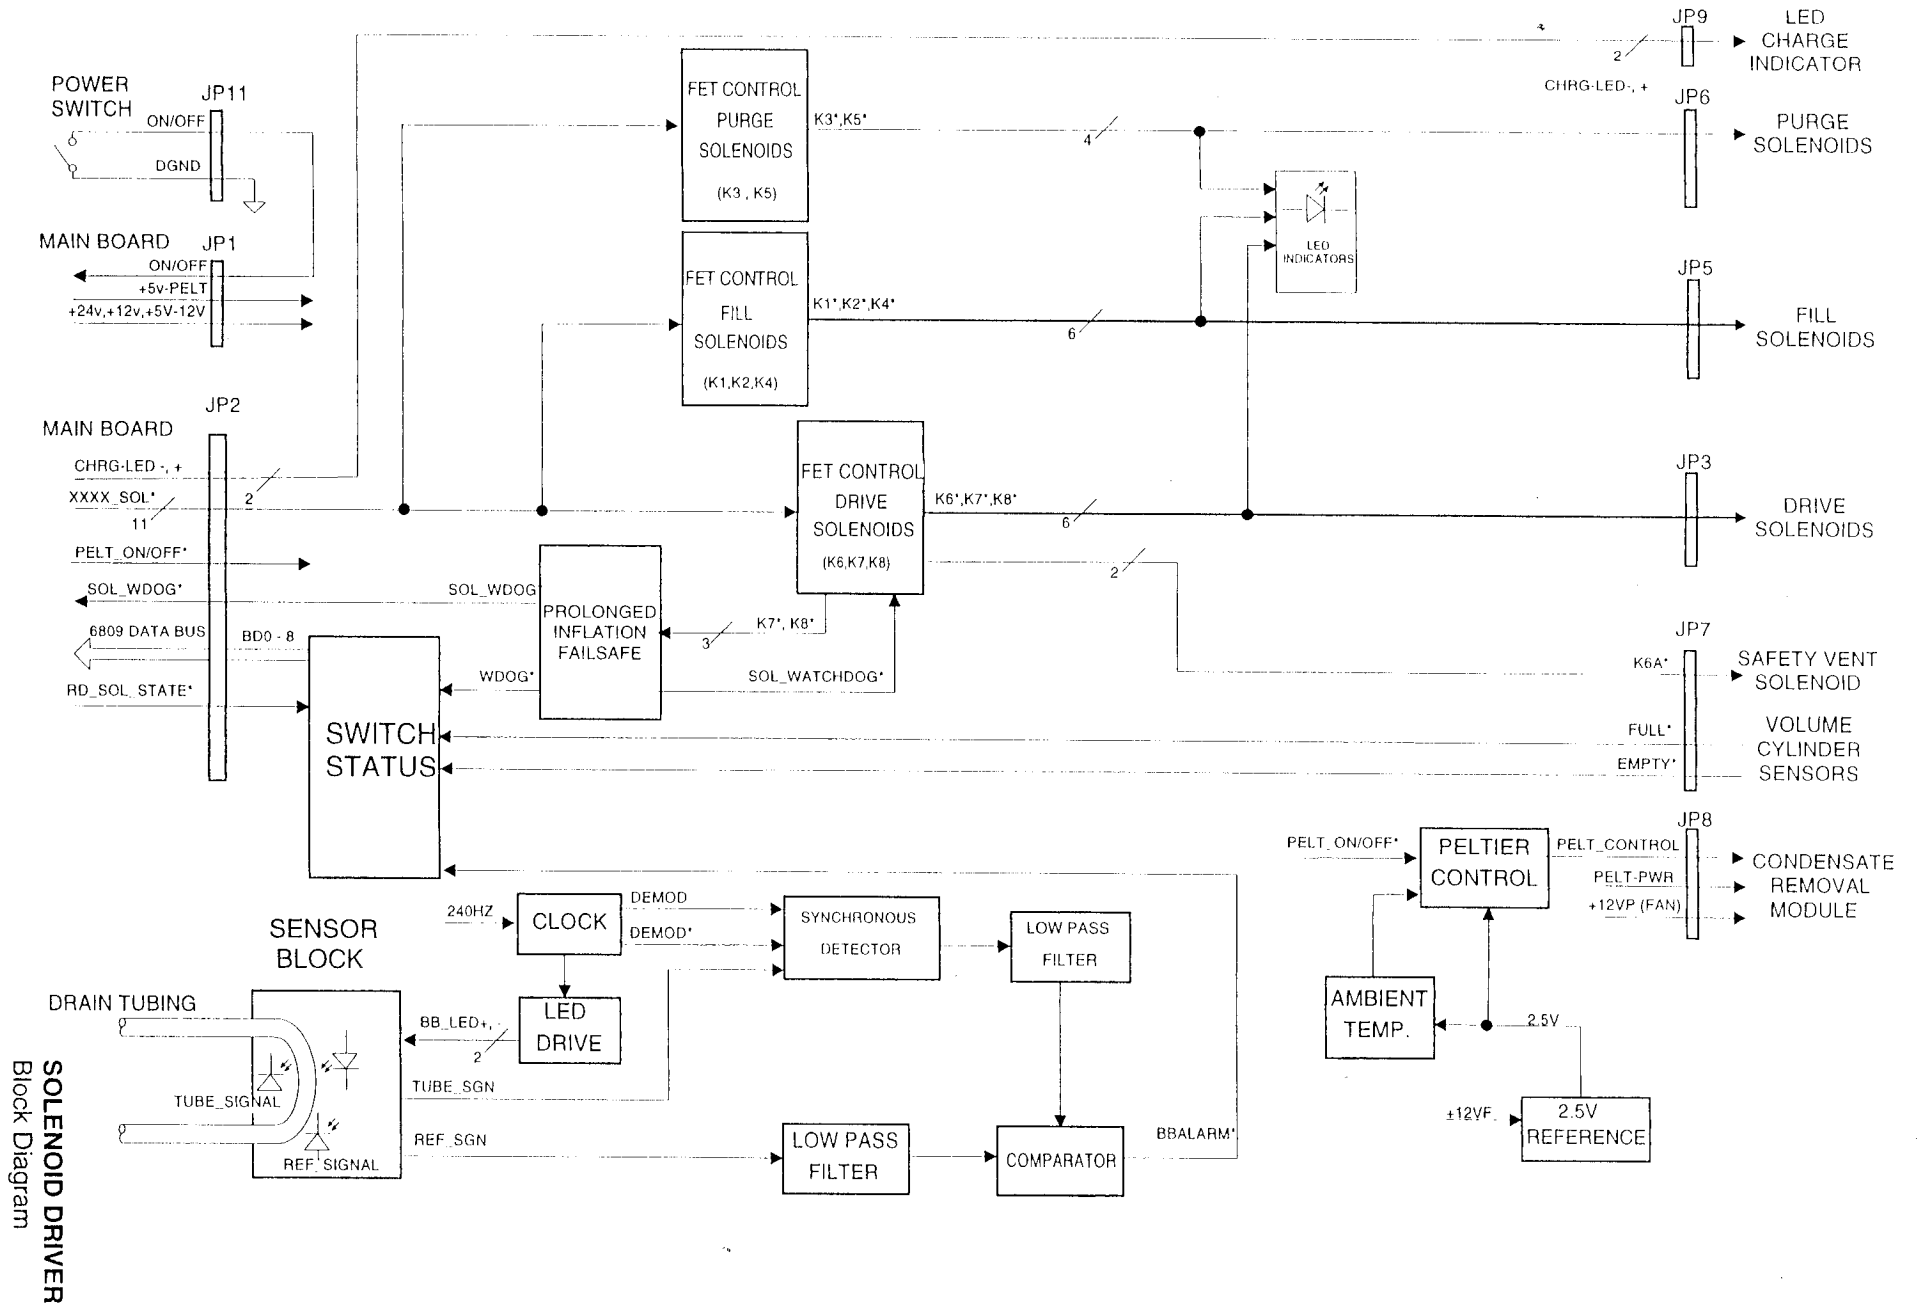 JP9
LED
CHARGE
INDICATOR
2
CHRG-LED-, +
POWER
SWITCH
JP11
ON/OFF
DGND
FET CONTROL
PURGE
SOLENOIDS
(K3 , K5)
K3*,K5*
4
JP6
PURGE
SOLENOIDS
LED
INDICATORS
MAIN BOARD
JP1
ON/OFF
+5v-PELT
+24v,+12v,+5V-12V
FET CONTROL
FILL
SOLENOIDS
(K1,K2,K4)
K1*,K2*,K4*
6
JP5
FILL
SOLENOIDS
JP2
MAIN BOARD
CHRG-LED -, +
2
XXXX_SOL*
11
PELT_ON/OFF*
SOL_WDOG*
6809 DATA BUS
BD0 - 8
RD_SOL_STATE*
FET CONTROL
DRIVE
SOLENOIDS
(K6,K7,K8)
K6*,K7*,K8*
6
2
JP3
DRIVE
SOLENOIDS
SOL_WDOG
PROLONGED
INFLATION
FAILSAFE
3
K7*, K8*
WDOG*
SOL_WATCHDOG*
SWITCH
STATUS
JP7
K6A*
SAFETY VENT
SOLENOID
FULL*
EMPTY*
VOLUME
CYLINDER
SENSORS
JP8
PELT_ON/OFF*
PELTIER
CONTROL
PELT_CONTROL
PELT-PWR
+12VP (FAN)
CONDENSATE
REMOVAL
MODULE
240HZ
CLOCK
DEMOD
DEMOD*
SYNCHRONOUS
DETECTOR
LOW PASS
FILTER
SENSOR
BLOCK
DRAIN TUBING
TUBE_SIGNAL
REF_SIGNAL
BB_LED+, -
2
LED
DRIVE
TUBE_SGN
REF_SGN
LOW PASS
FILTER
COMPARATOR
BBALARM*
AMBIENT
TEMP.
2.5V
±12VF.
2.5V
REFERENCE
SOLENOID DRIVER
Block Diagram